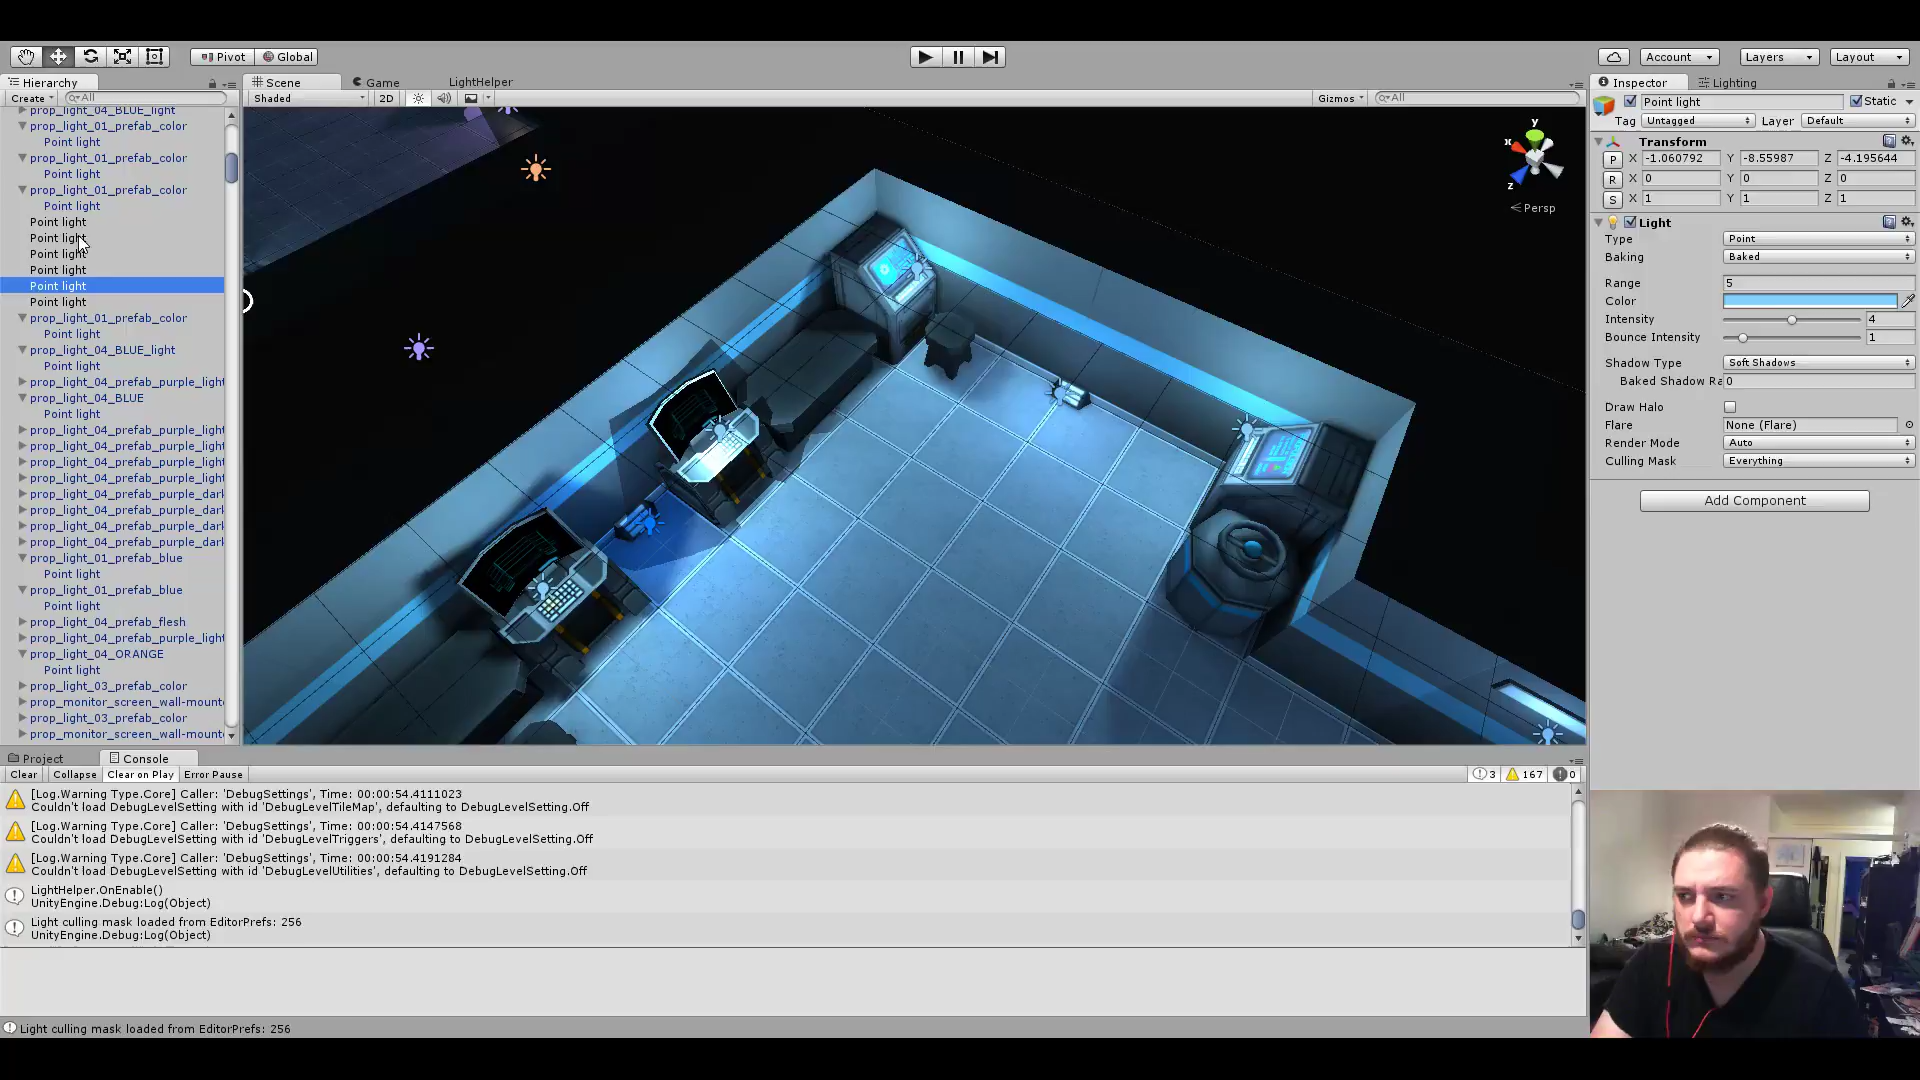 Pivot
Global
Account
Layers
Layout
Hierarchy
Scene
Game
LightHelper
Inspector
Lighting
Create
All
Shaded
2D
Gizmos
All
Point light
Static
Tag
Untagged
Layer
Default
prop_light_04_BLUE_light
prop_light_01_prefab_color
Point light
prop_light_01_prefab_color
Point light
prop_light_01_prefab_color
Point light
Point light
Point light
Point light
Point light
Point light
Point light
prop_light_01_prefab_color
Point light
prop_light_04_BLUE_light
Point light
prop_light_04_prefab_purple_light
prop_light_04_BLUE
Point light
prop_light_04_prefab_purple_light
prop_light_04_prefab_purple_light
prop_light_04_prefab_purple_light
prop_light_04_prefab_purple_light
prop_light_04_prefab_purple_dark
prop_light_04_prefab_purple_dark
prop_light_04_prefab_purple_dark
prop_light_04_prefab_purple_dark
prop_light_01_prefab_blue
Point light
prop_light_01_prefab_blue
Point light
prop_light_04_prefab_flesh
prop_light_04_prefab_purple_light
prop_light_04_ORANGE
Point light
prop_light_03_prefab_color
prop_monitor_screen_wall-mount
prop_light_03_prefab_color
prop_monitor_screen_wall-mount
y
x
z
Persp
Transform
P X -1.060792 Y -8.55987 Z -4.195644
R X 0 Y 0 Z 0
S X 1 Y 1 Z 1
Light
Type Point
Baking Baked
Range 5
Color
Intensity 4
Bounce Intensity 1
Shadow Type Soft Shadows
Baked Shadow Ra 0
Draw Halo
Flare None (Flare)
Render Mode Auto
Culling Mask Everything
Add Component
Project
Console
Clear
Collapse
Clear on Play
Error Pause
3
167
0
[Log.Warning Type.Core] Caller: 'DebugSettings', Time: 00:00:54.4111023
Couldn't load DebugLevelSetting with id 'DebugLevelTileMap', defaulting to DebugLevelSetting.Off
[Log.Warning Type.Core] Caller: 'DebugSettings', Time: 00:00:54.4147568
Couldn't load DebugLevelSetting with id 'DebugLevelTriggers', defaulting to DebugLevelSetting.Off
[Log.Warning Type.Core] Caller: 'DebugSettings', Time: 00:00:54.4191284
Couldn't load DebugLevelSetting with id 'DebugLevelUtilities', defaulting to DebugLevelSetting.Off
LightHelper.OnEnable()
UnityEngine.Debug:Log(Object)
Light culling mask loaded from EditorPrefs: 256
UnityEngine.Debug:Log(Object)
Light culling mask loaded from EditorPrefs: 256